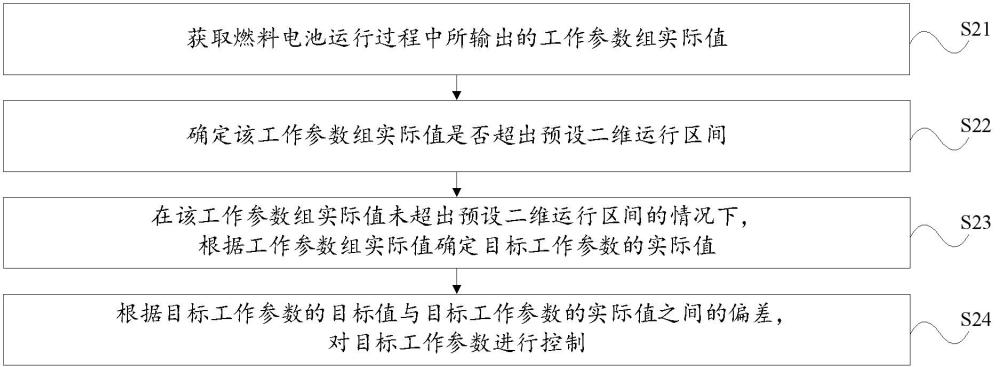 获取燃料电池运行过程中所输出的工作参数组实际值
S21
确定该工作参数组实际值是否超出预设二维运行区间
S22
在该工作参数组实际值未超出预设二维运行区间的情况下，
根据工作参数组实际值确定目标工作参数的实际值
S23
根据目标工作参数的目标值与目标工作参数的实际值之间的偏差，
对目标工作参数进行控制
S24